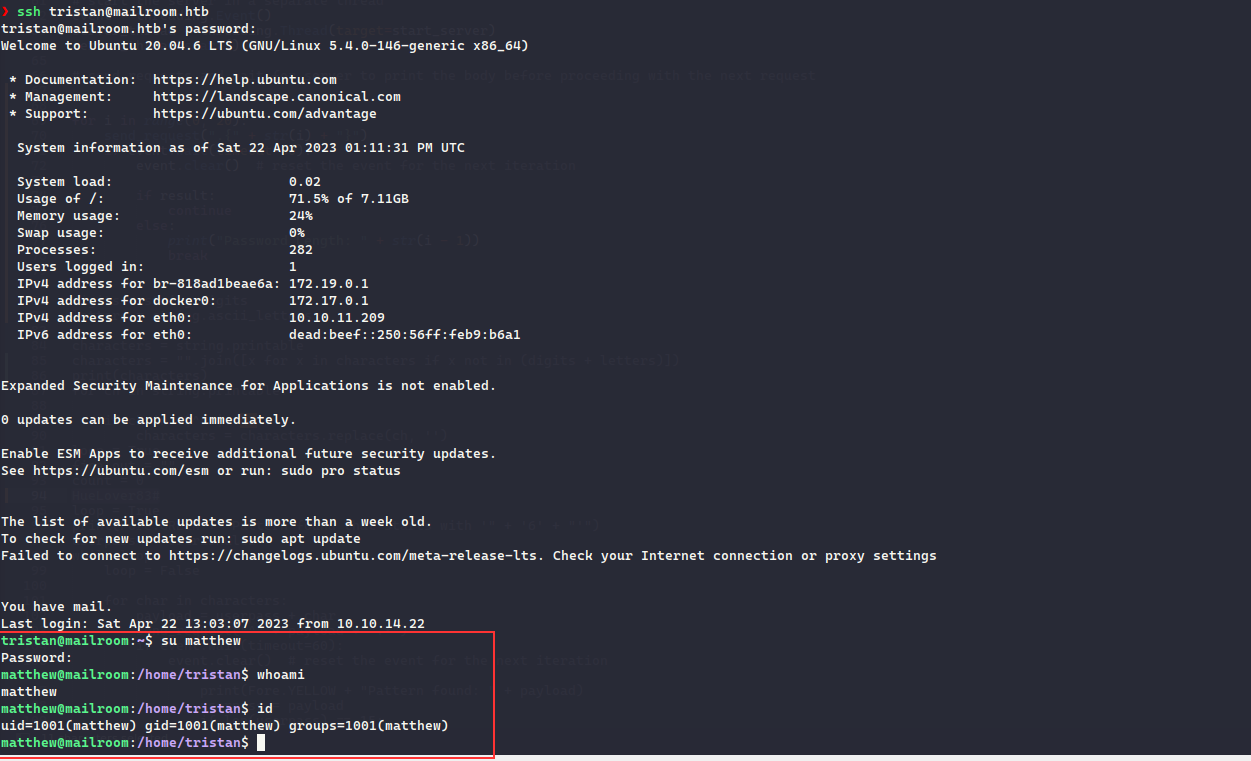 ❯ ssh tristan@mailroom.htb
tristan@mailroom.htb's password:
Welcome to Ubuntu 20.04.6 LTS (GNU/Linux 5.4.0-146-generic x86_64)
* Documentation:  https://help.ubuntu.com
* Management:     https://landscape.canonical.com
* Support:        https://ubuntu.com/advantage
System information as of Sat 22 Apr 2023 01:11:31 PM UTC
System load:                      0.02
Usage of /:                       71.5% of 7.11GB
Memory usage:                     24%
Swap usage:                       0%
Processes:                        282
Users logged in:                  1
IPv4 address for br-818ad1beae6a: 172.19.0.1
IPv4 address for docker0:         172.17.0.1
IPv4 address for eth0:            10.10.11.209
IPv6 address for eth0:            dead:beef::250:56ff:feb9:b6a1
Expanded Security Maintenance for Applications is not enabled.
0 updates can be applied immediately.
Enable ESM Apps to receive additional future security updates.
See https://ubuntu.com/esm or run: sudo pro status
The list of available updates is more than a week old.
To check for new updates run: sudo apt update
Failed to connect to https://changelogs.ubuntu.com/meta-release-lts. Check your Internet connection or proxy settings
You have mail.
Last login: Sat Apr 22 13:03:07 2023 from 10.10.14.22
tristan@mailroom:~$ su matthew
Password:
matthew@mailroom:/home/tristan$ whoami
matthew
matthew@mailroom:/home/tristan$ id
uid=1001(matthew) gid=1001(matthew) groups=1001(matthew)
matthew@mailroom:/home/tristan$